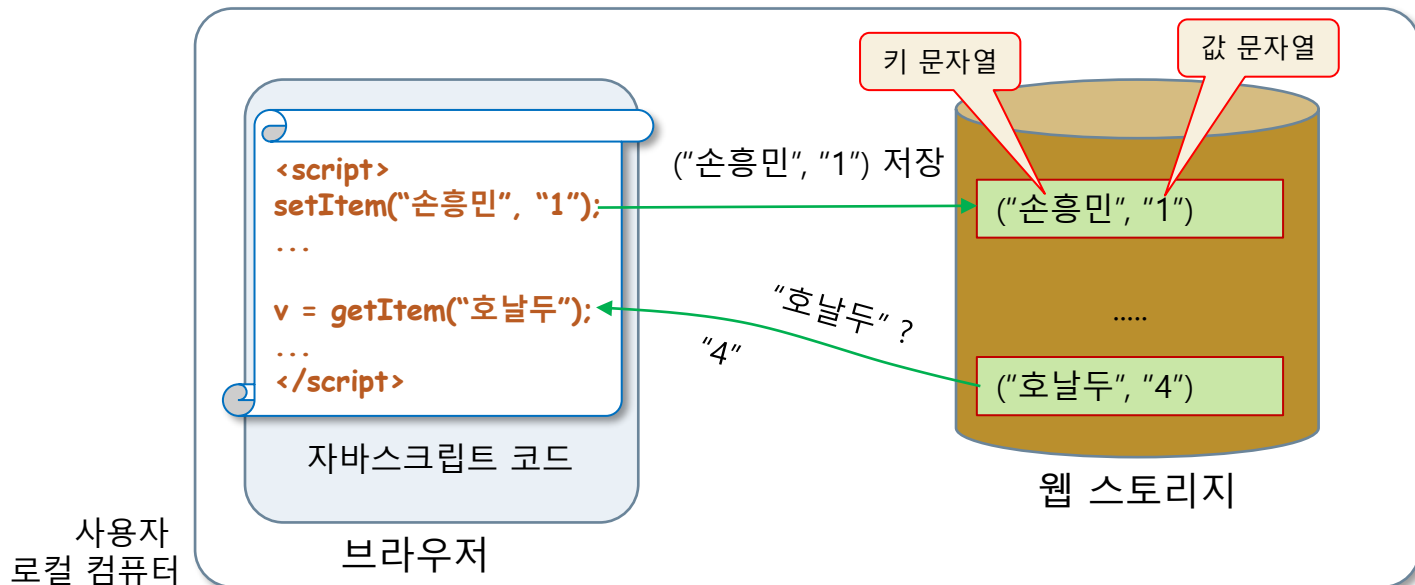 키 문자열
값 문자열
<script>
setItem(“손흥민”, “1”);
...
v = getItem(“호날두”);
...
</script>
자바스크립트 코드
브라우저
사용자
로컬 컴퓨터
(“손흥민”, “1”) 저장
“호날두” ?
“4”
(“손흥민”, “1”)
.....
(“호날두”, “4”)
웹 스토리지